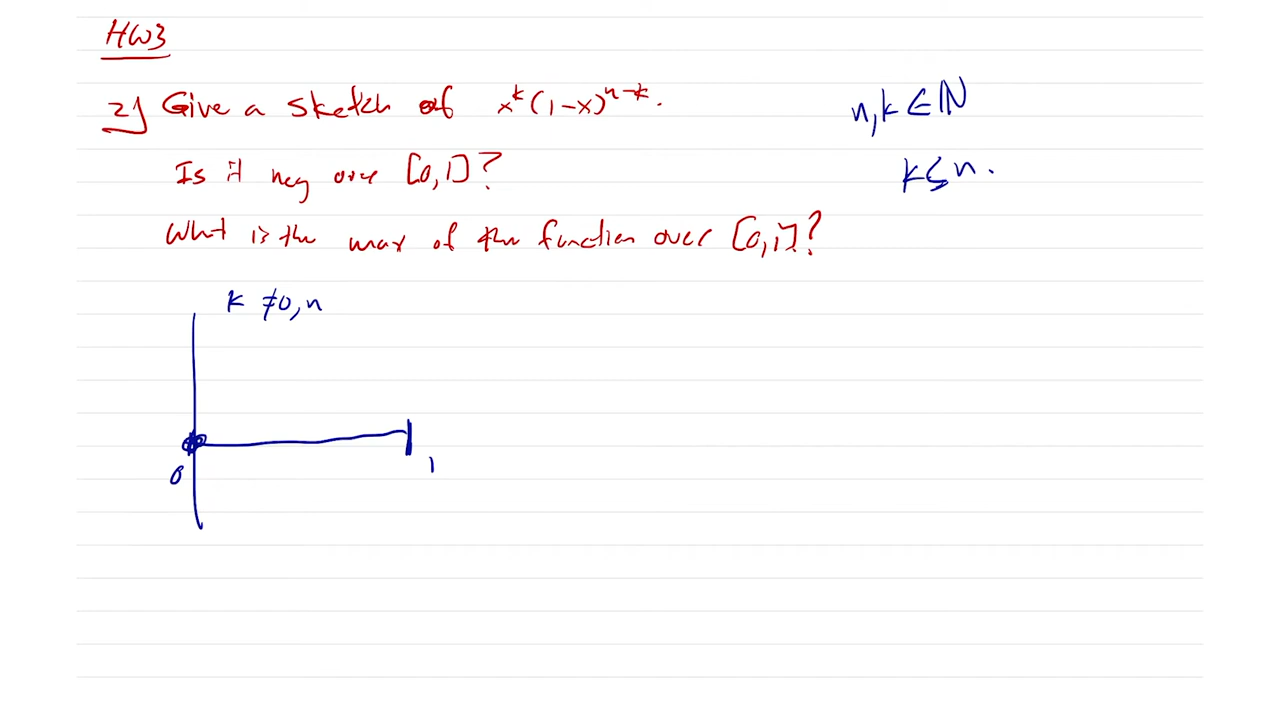 HW3
2) Give a sketch of x^k(1-x)^{n-k}.
n, k ∈ ℕ
Is it neg over [0,1]?
k ≤ n.
What is the max of the function over [0,1]?
k ≠ 0, n
0
1